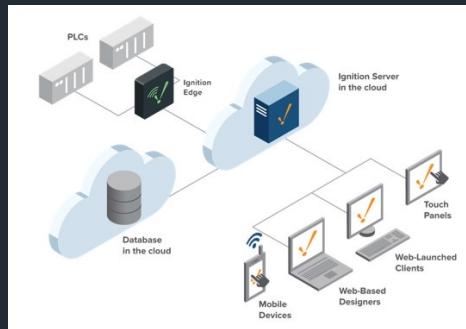 PLCs
Ignition
Edge
Ignition Server
in the cloud
Database
in the cloud
Touch
Panels
Web-Launched
Clients
Web-Based
Designers
Mobile
Devices